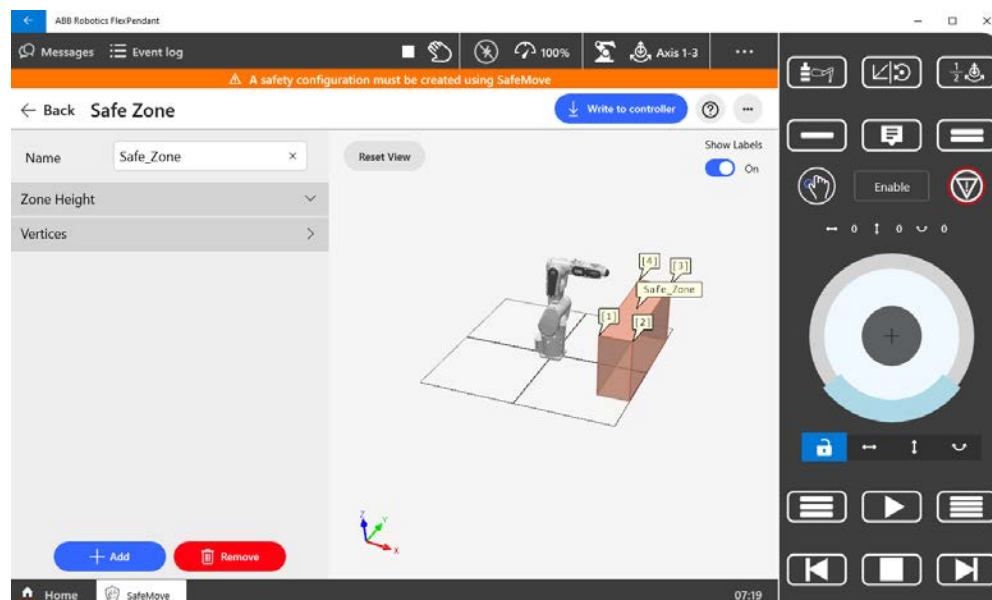 ABB Robotics FlexPendant
Messages Event log 100% Axis 1-3 ...
A safety configuration must be created using SafeMove
Back Safe Zone Write to controller ? ...
Name Safe_Zone
Reset View
Show Labels
On
Zone Height
Vertices
Enable
0 0 0
[4] [3]
Safe_Zone
[1] [2]
Z Y
X
Add Remove
Home SafeMove 07:19
1
2